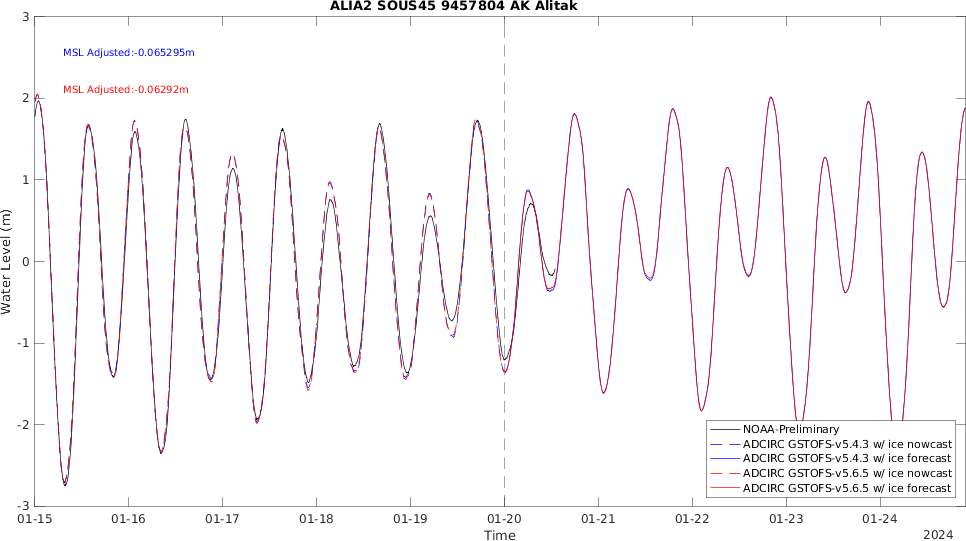 ALIA2 SOUS45 9457804 AK Alitak
MSL Adjusted:-0.065295m
MSL Adjusted:-0.06292m
Water Level (m)
3
2
1
0
-1
-2
-3
NOAA-Preliminary
ADCIRC GSTOFS-v5.4.3 w/ ice nowcast
ADCIRC GSTOFS-v5.4.3 w/ ice forecast
ADCIRC GSTOFS-v5.6.5 w/ ice nowcast
ADCIRC GSTOFS-v5.6.5 w/ ice forecast
01-15 01-16 01-17 01-18 01-19 01-20 01-21 01-22 01-23 01-24
Time
2024